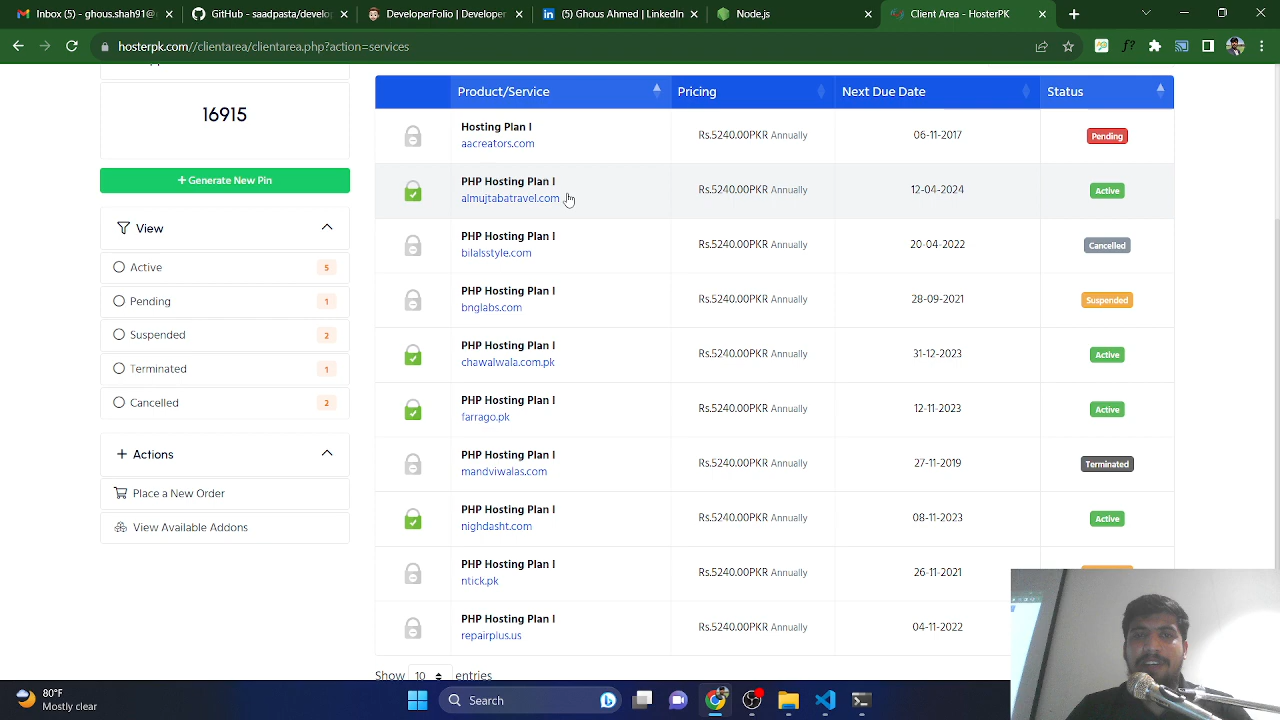 Inbox (5) - ghous.shah91@
GitHub - saadpasta/develop
DeveloperFolio | Developer
(5) Ghous Ahmed | LinkedIn
Node.js
Client Area - HosterPK
hosterpk.com//clientarea/clientarea.php?action=services
16915
+ Generate New Pin
View
Active 5
Pending 1
Suspended 2
Terminated 1
Cancelled 2
Actions
Place a New Order
View Available Addons
Product/Service Pricing Next Due Date Status
Hosting Plan I
aacreators.com Rs.5240.00PKR Annually 06-11-2017 Pending
PHP Hosting Plan I
almujtabatravel.com Rs.5240.00PKR Annually 12-04-2024 Active
PHP Hosting Plan I
bilalsstyle.com Rs.5240.00PKR Annually 20-04-2022 Cancelled
PHP Hosting Plan I
bnglabs.com Rs.5240.00PKR Annually 28-09-2021 Suspended
PHP Hosting Plan I
chawalwala.com.pk Rs.5240.00PKR Annually 31-12-2023 Active
PHP Hosting Plan I
farrago.pk Rs.5240.00PKR Annually 12-11-2023 Active
PHP Hosting Plan I
mandviwalas.com Rs.5240.00PKR Annually 27-11-2019 Terminated
PHP Hosting Plan I
nighdasht.com Rs.5240.00PKR Annually 08-11-2023 Active
PHP Hosting Plan I
ntick.pk Rs.5240.00PKR Annually 26-11-2021
PHP Hosting Plan I
repairplus.us Rs.5240.00PKR Annually 04-11-2022
Show 10 entries
80°F
Mostly clear
Search